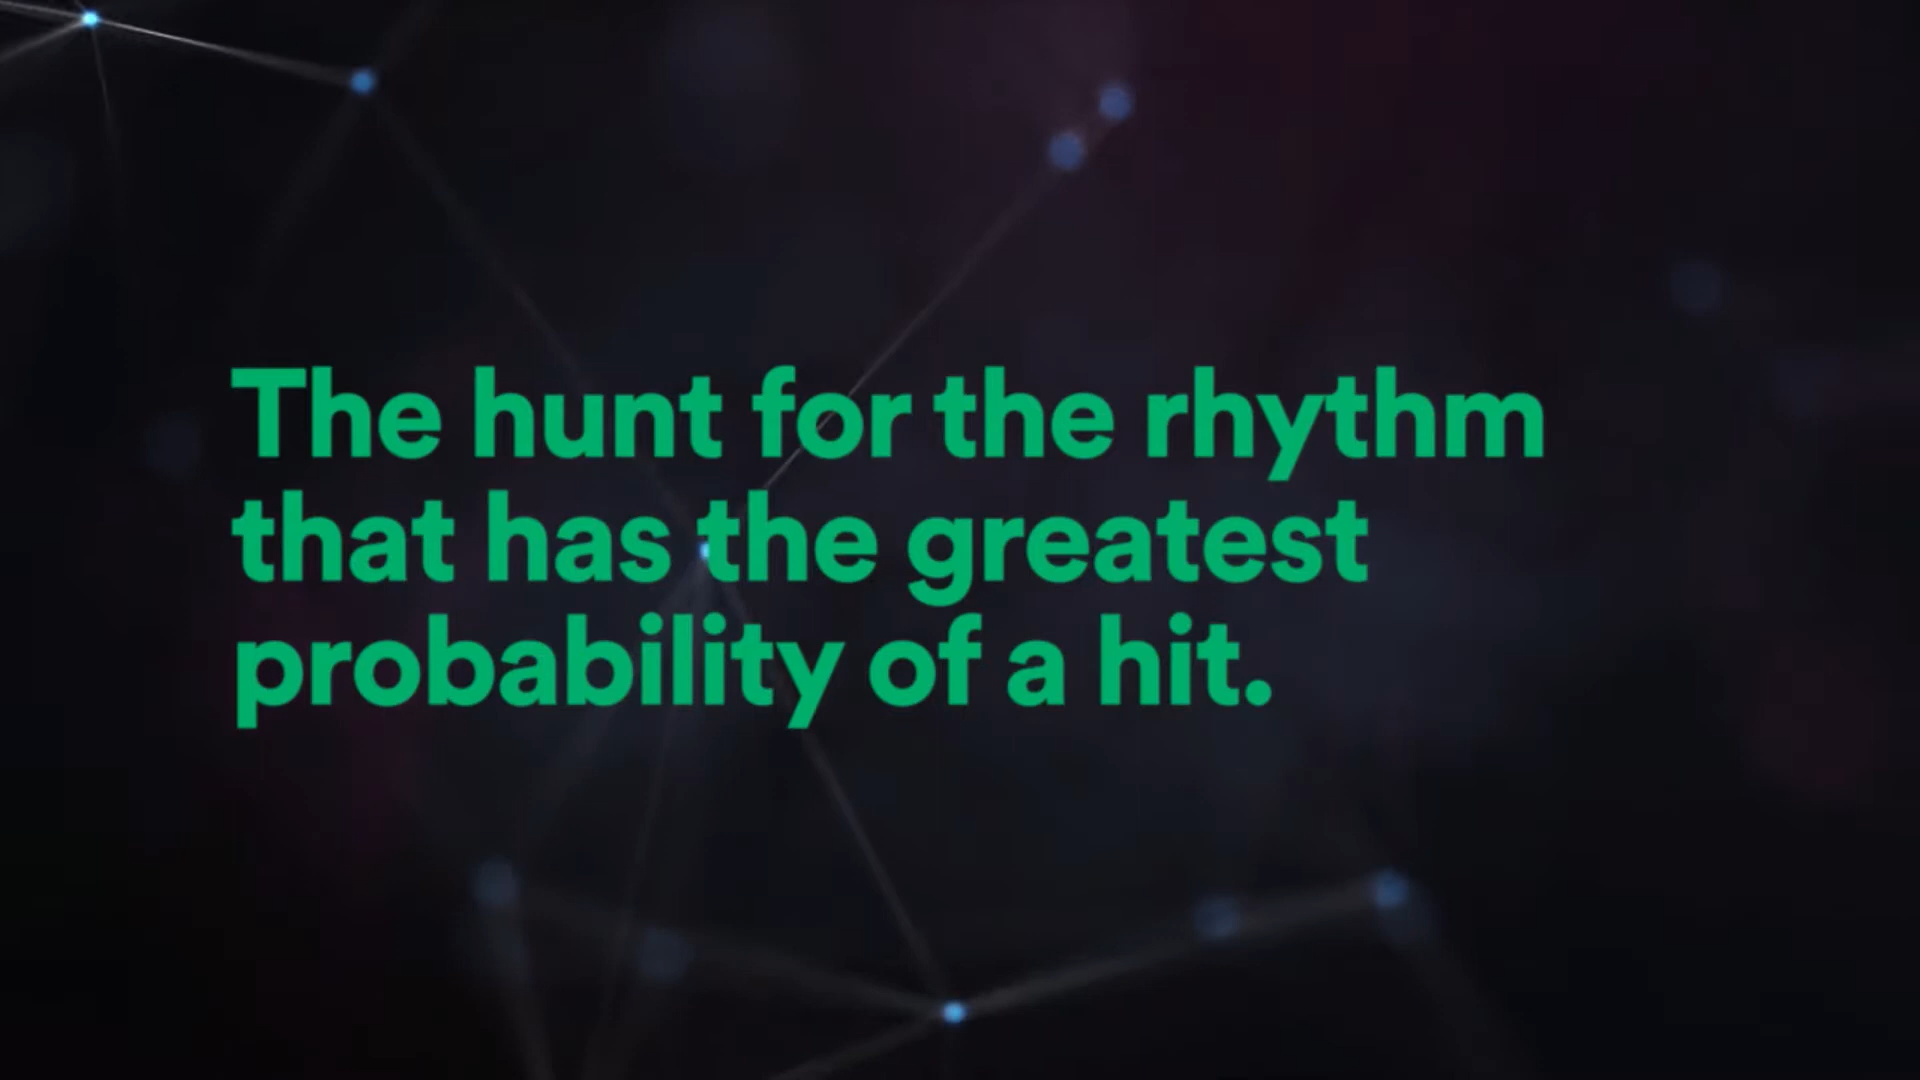 The hunt for the rhythm
that has the greatest
probability of a hit.